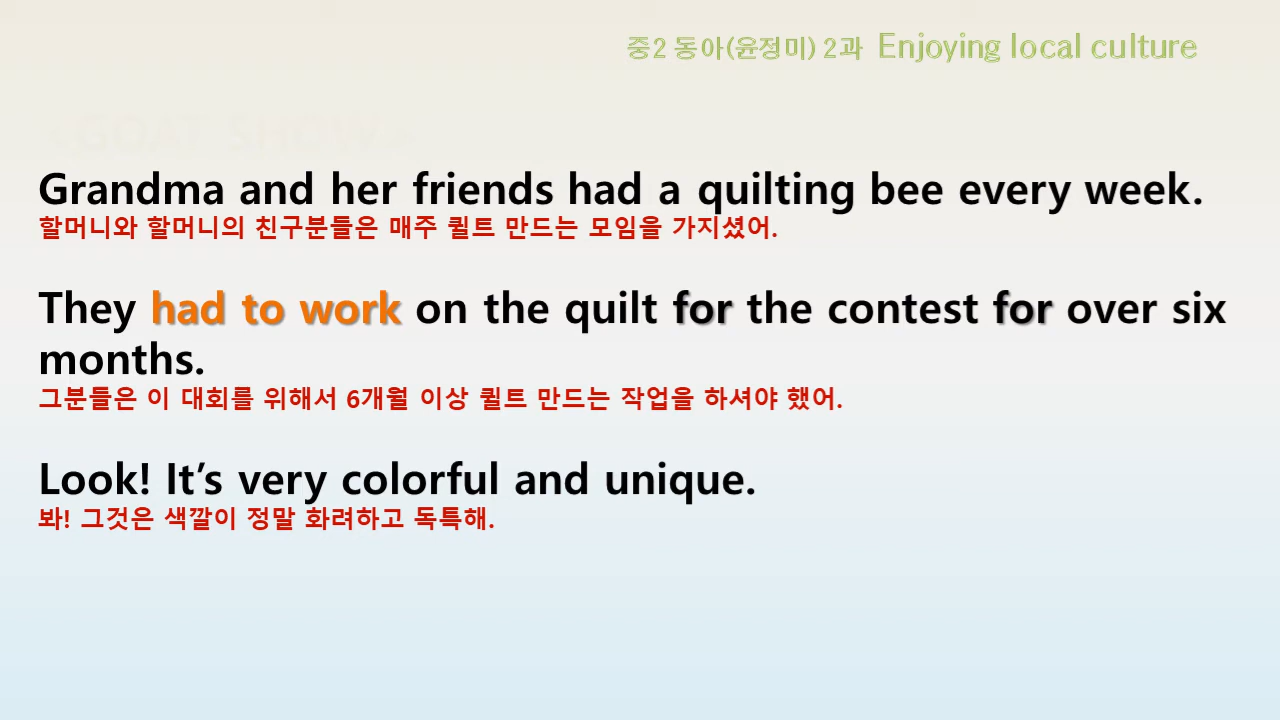 중2 동아(윤정미) 2과 Enjoying local culture
GOAT SHOW
Grandma and her friends had a quilting bee every week.
할머니와 할머니의 친구분들은 매주 퀼트 만드는 모임을 가지셨어.
They had to work on the quilt for the contest for over six
months.
그분들은 이 대회를 위해서 6개월 이상 퀼트 만드는 작업을 하셔야 했어.
Look! It’s very colorful and unique.
봐! 그것은 색깔이 정말 화려하고 독특해.